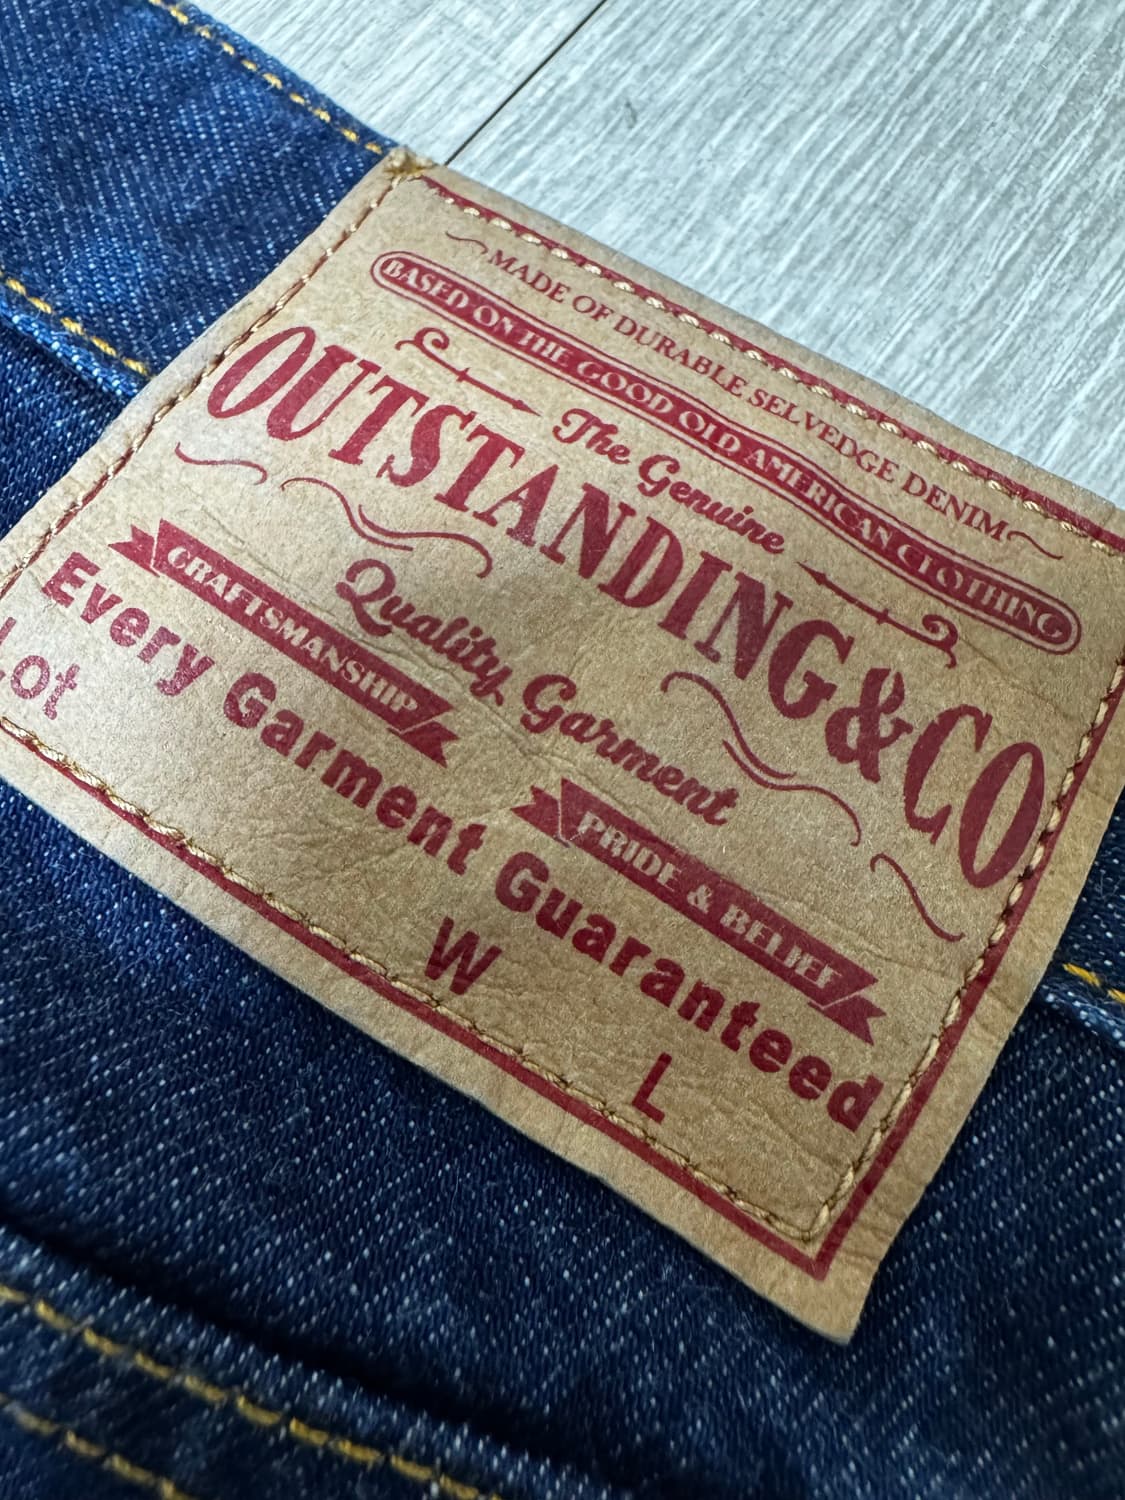 MADE OF DURABLE SELVEDGE DENIM
BASED ON THE GOOD OLD AMERICAN CLOTHING
The Genuine
OUTSTANDING&CO
Quality Garment
CRAFTSMANSHIP PRIDE & BELIEF
Every Garment Guaranteed
Lot W L